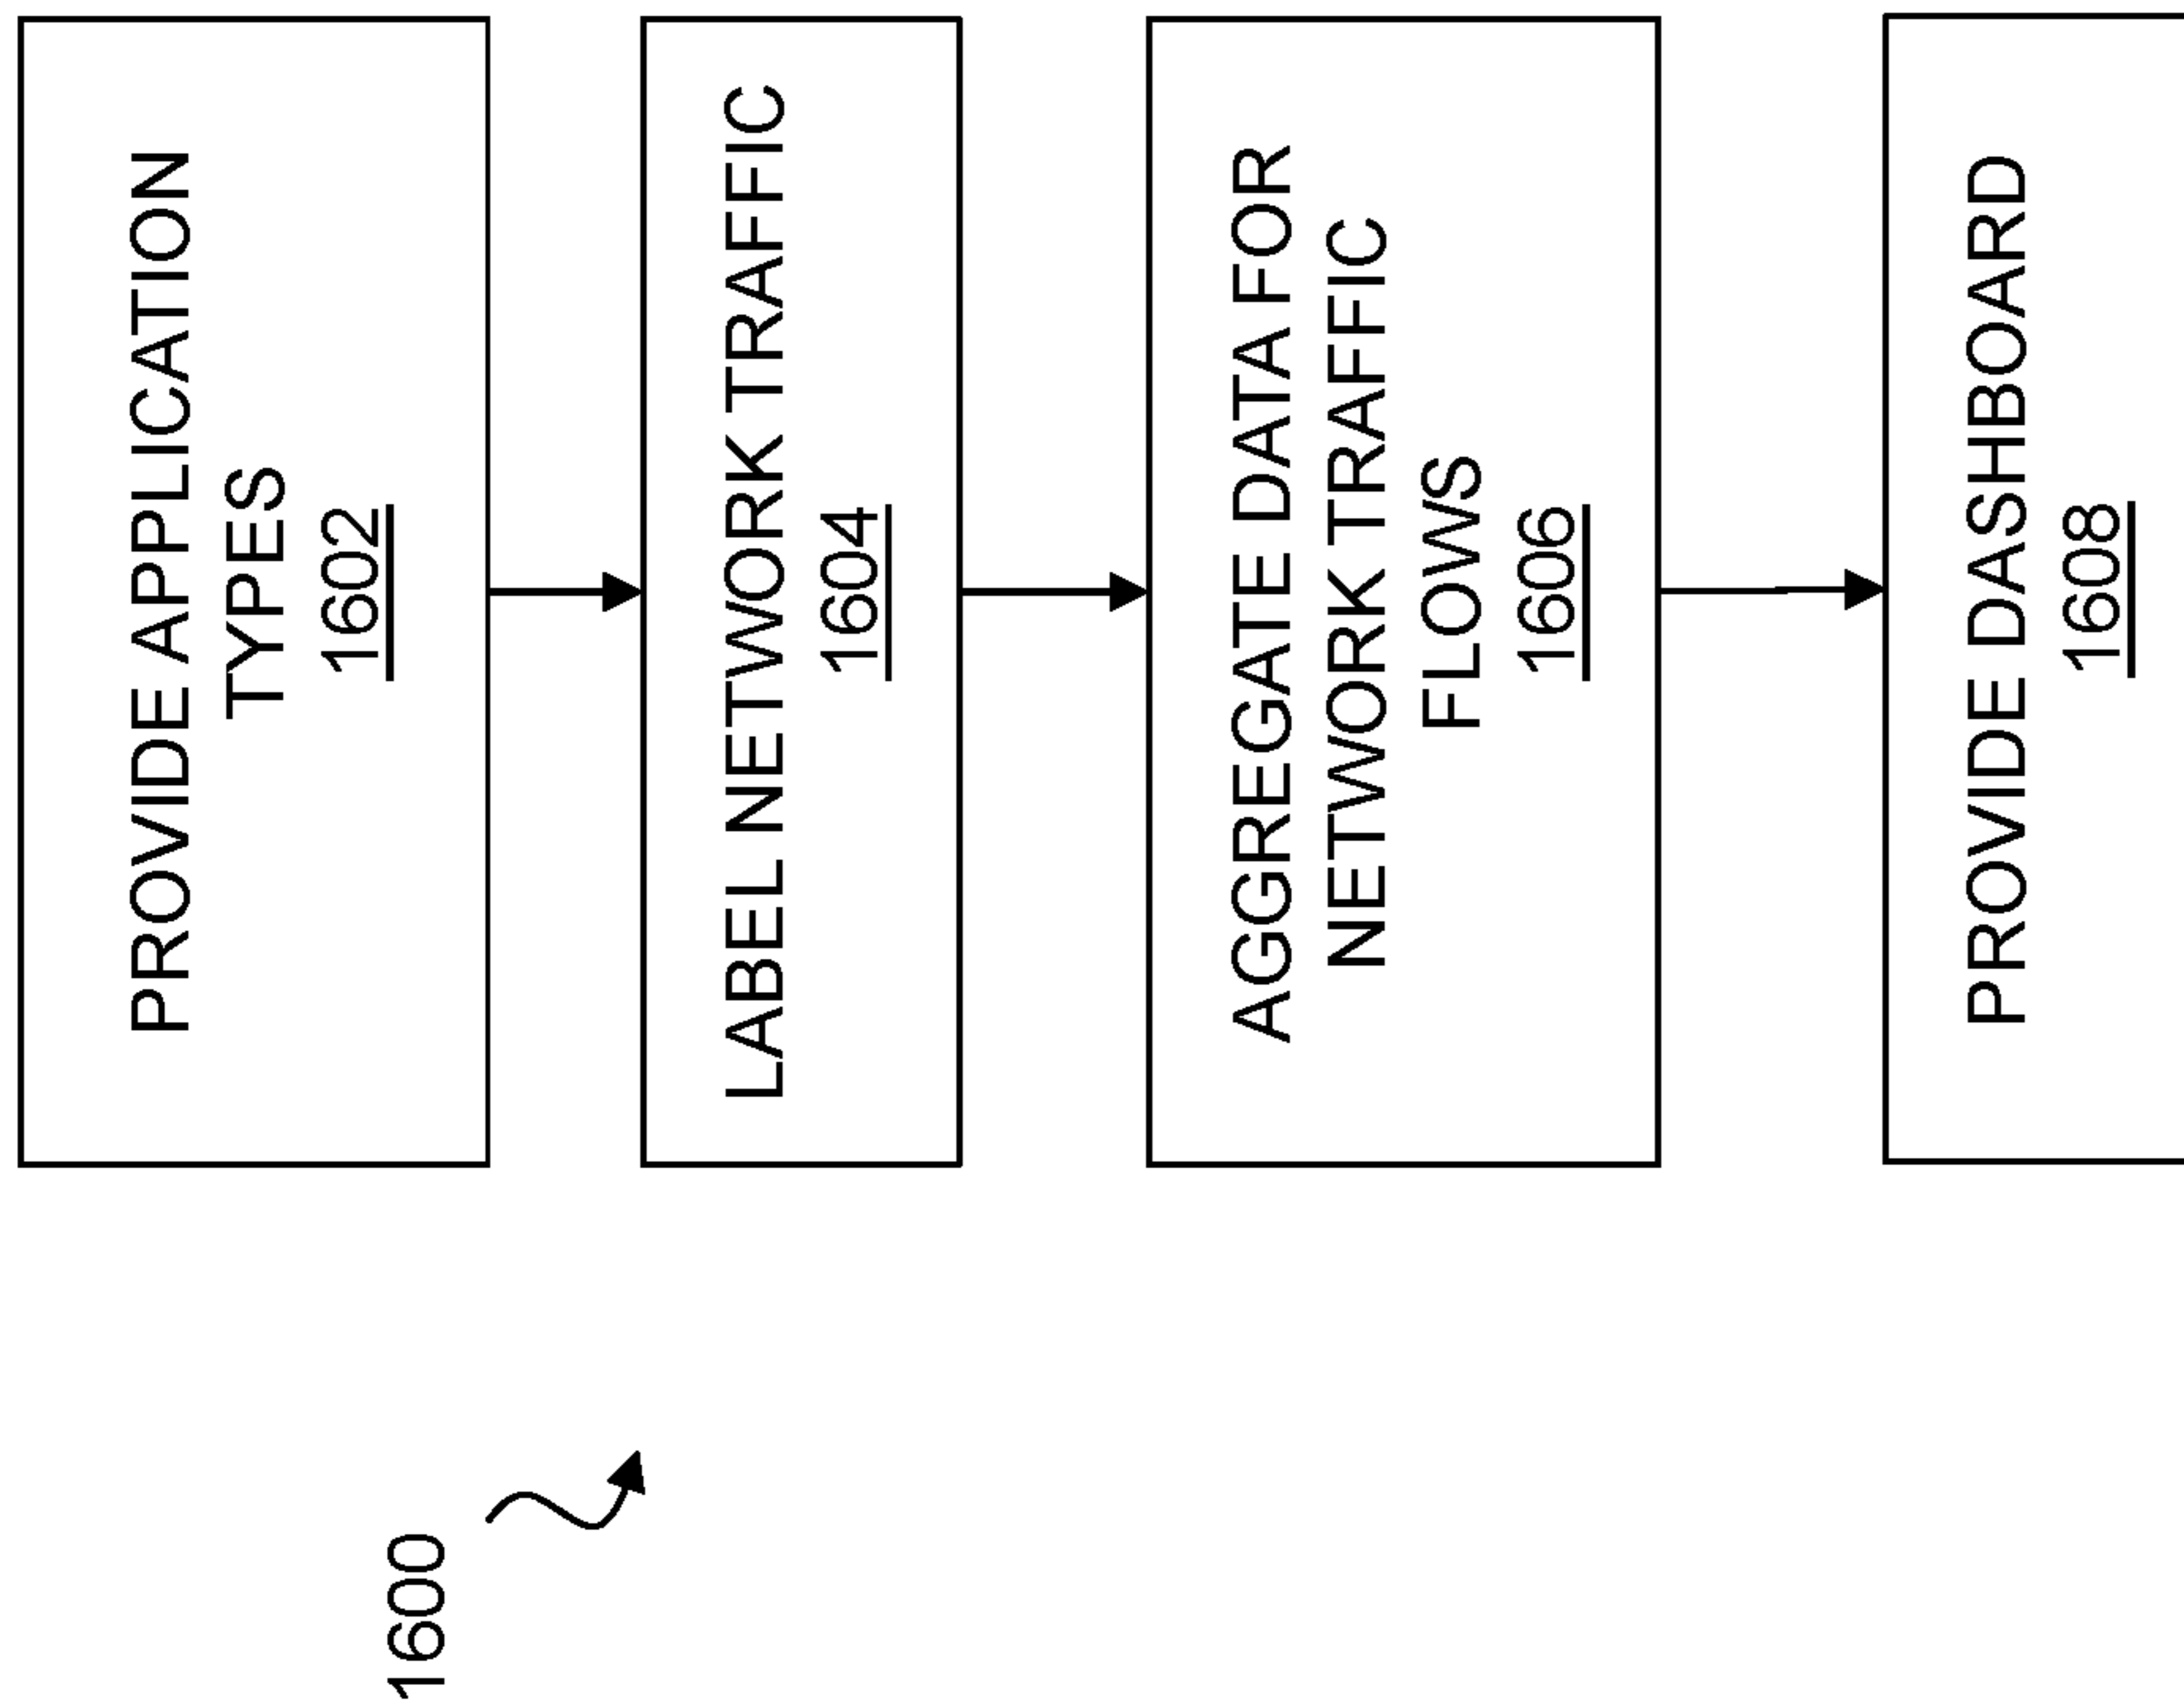 1600
PROVIDE APPLICATION
TYPES
1602
LABEL NETWORK TRAFFIC
1604
AGGREGATE DATA FOR
NETWORK TRAFFIC
FLOWS
1606
PROVIDE DASHBOARD
1608